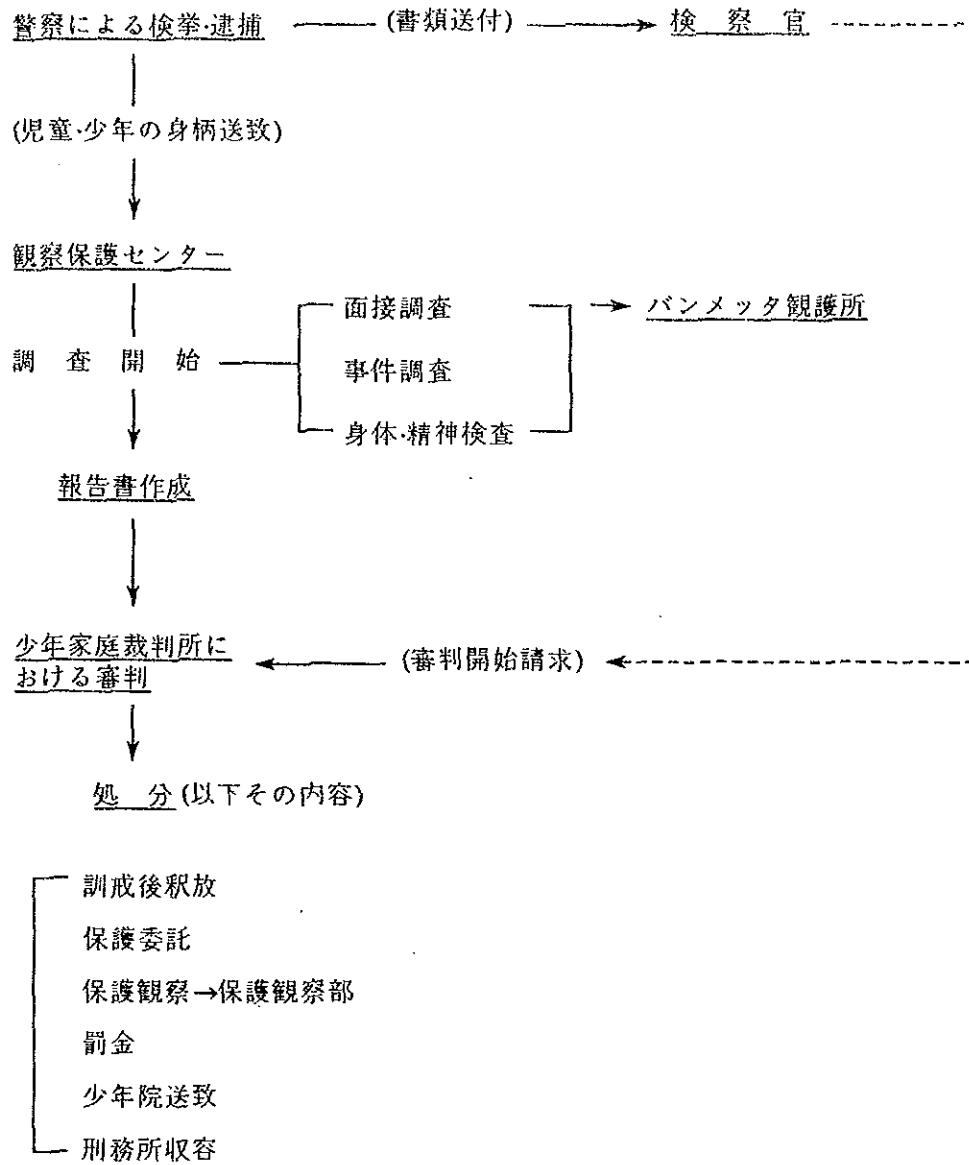 警察による検挙·逮捕 (書類送付) 検 察 官
(児童·少年の身柄送致)
観察保護センター
面接調査 バンメッタ観護所
調 査 開 始
事件調査
身体·精神検査
報告書作成
少年家庭裁判所に
おける審判
(審判開始請求)
処 分 (以下その内容)
訓戒後釈放
保護委託
保護観察→保護観察部
罰金
少年院送致
刑務所収容